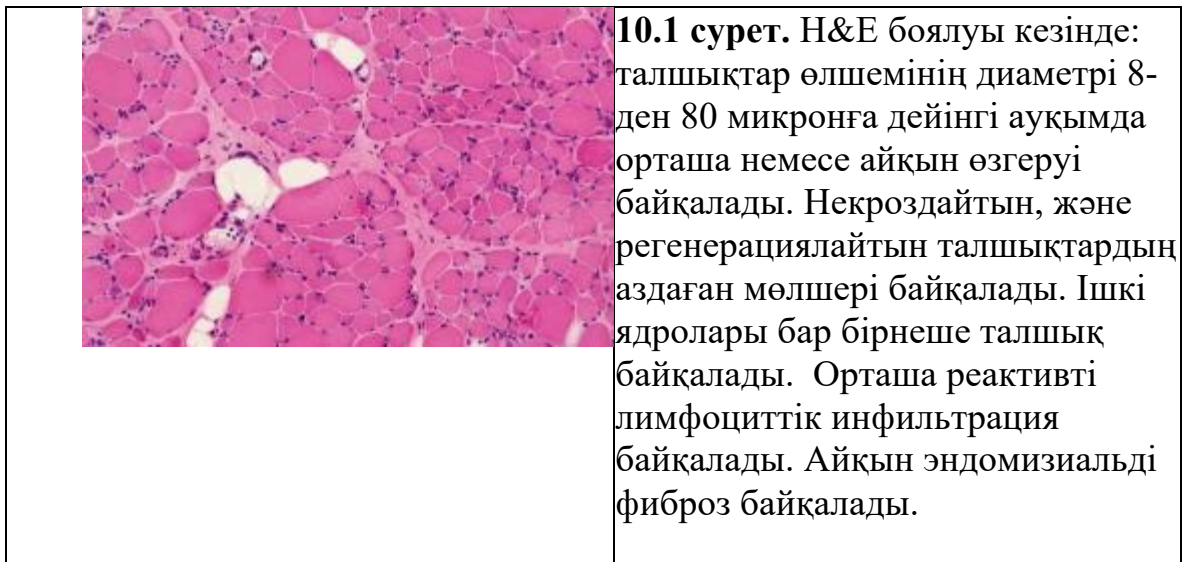 10.1 сурет. H&E боялуы кезінде:
талшықтар өлшемінің диаметрі 8-
ден 80 микронға дейінгі ауқымда
орташа немесе айқын өзгеруі
байқалады. Некроздайтын, және
регенерациялайтын талшықтардың
аздаған мөлшері байқалады. Ішкі
ядролары бар бірнеше талшық
байқалады.  Орташа реактивті
лимфоциттік инфильтрация
байқалады. Айқын эндомизиальді
фиброз байқалады.